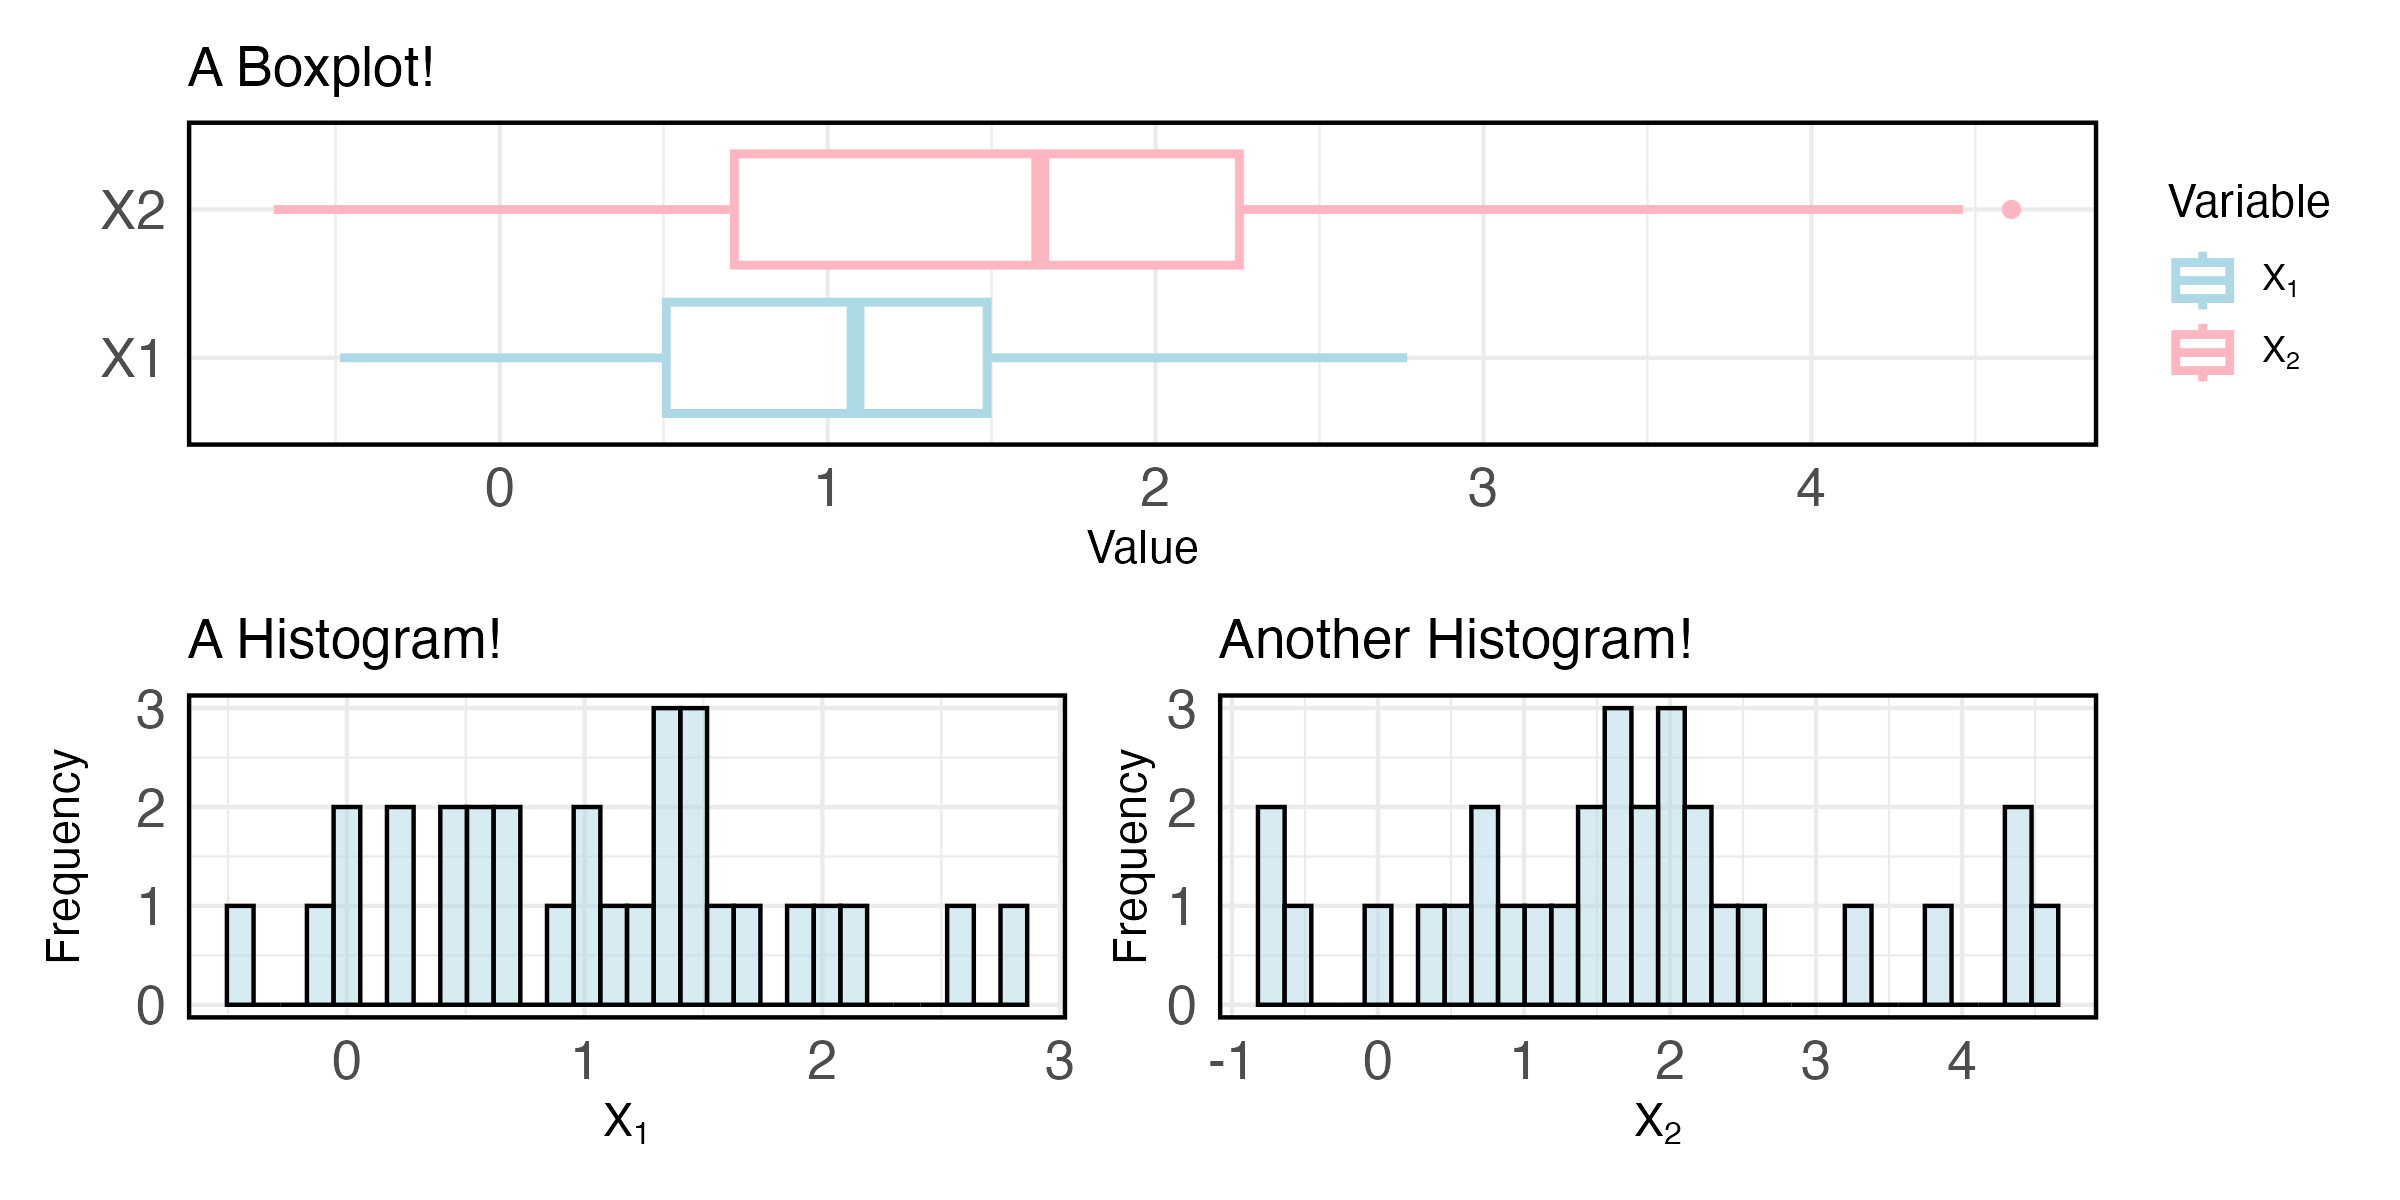 A Boxplot!
X2
X1
0 1 2 3 4
Value
Variable
X₁
X₂
A Histogram!
3
2
1
0
Frequency
0 1 2 3
X₁
Another Histogram!
3
2
1
0
Frequency
-1 0 1 2 3 4
X₂